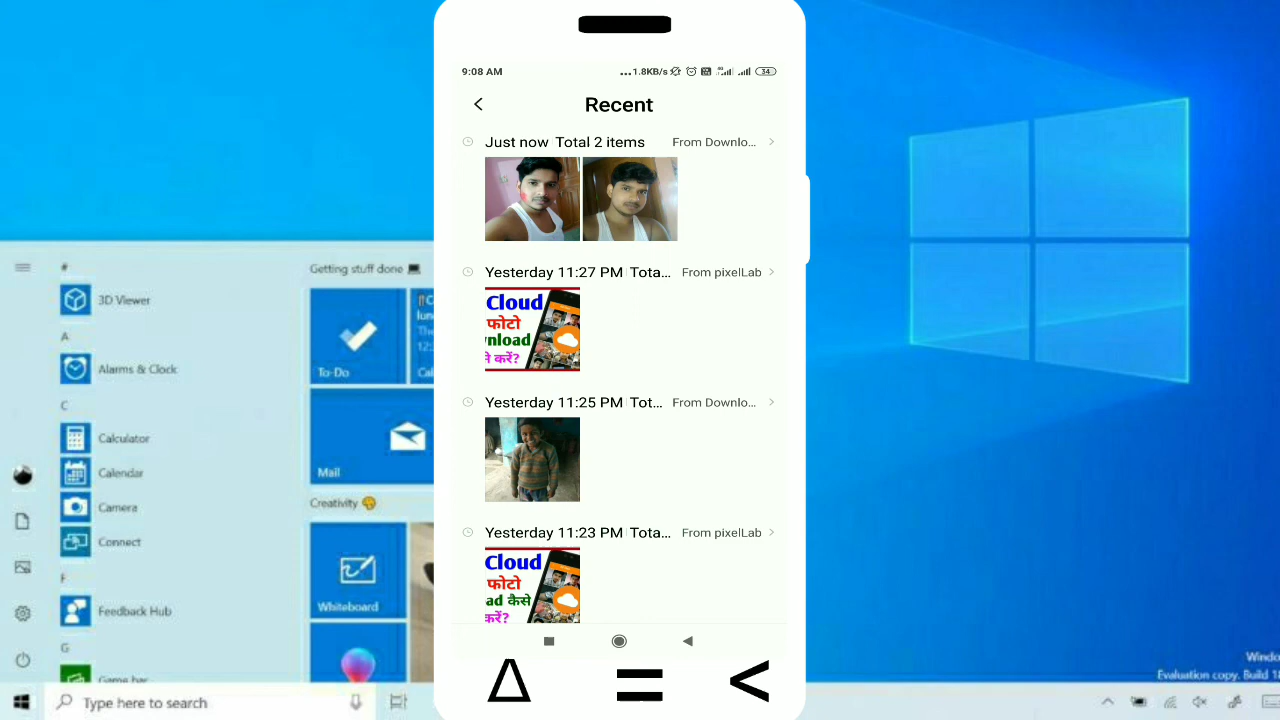 9:08 AM
...1.8KB/s
34
Recent
Just now Total 2 items
From Downlo...
Yesterday 11:27 PM Tota...
From pixelLab
Cloud
फोटो
nload
करें?
Yesterday 11:25 PM Tot...
From Downlo...
Yesterday 11:23 PM Tota...
From pixelLab
Cloud
फोटो
ad कैसे
करें?
Δ = <
#
3D Viewer
A
Alarms & Clock
C
Calculator
Calendar
Camera
Connect
F
Feedback Hub
G
Game bar
Getting stuff done
To-Do
Mail
Creativity
Whiteboard
Type here to search
Windo
Evaluation copy. Build 18